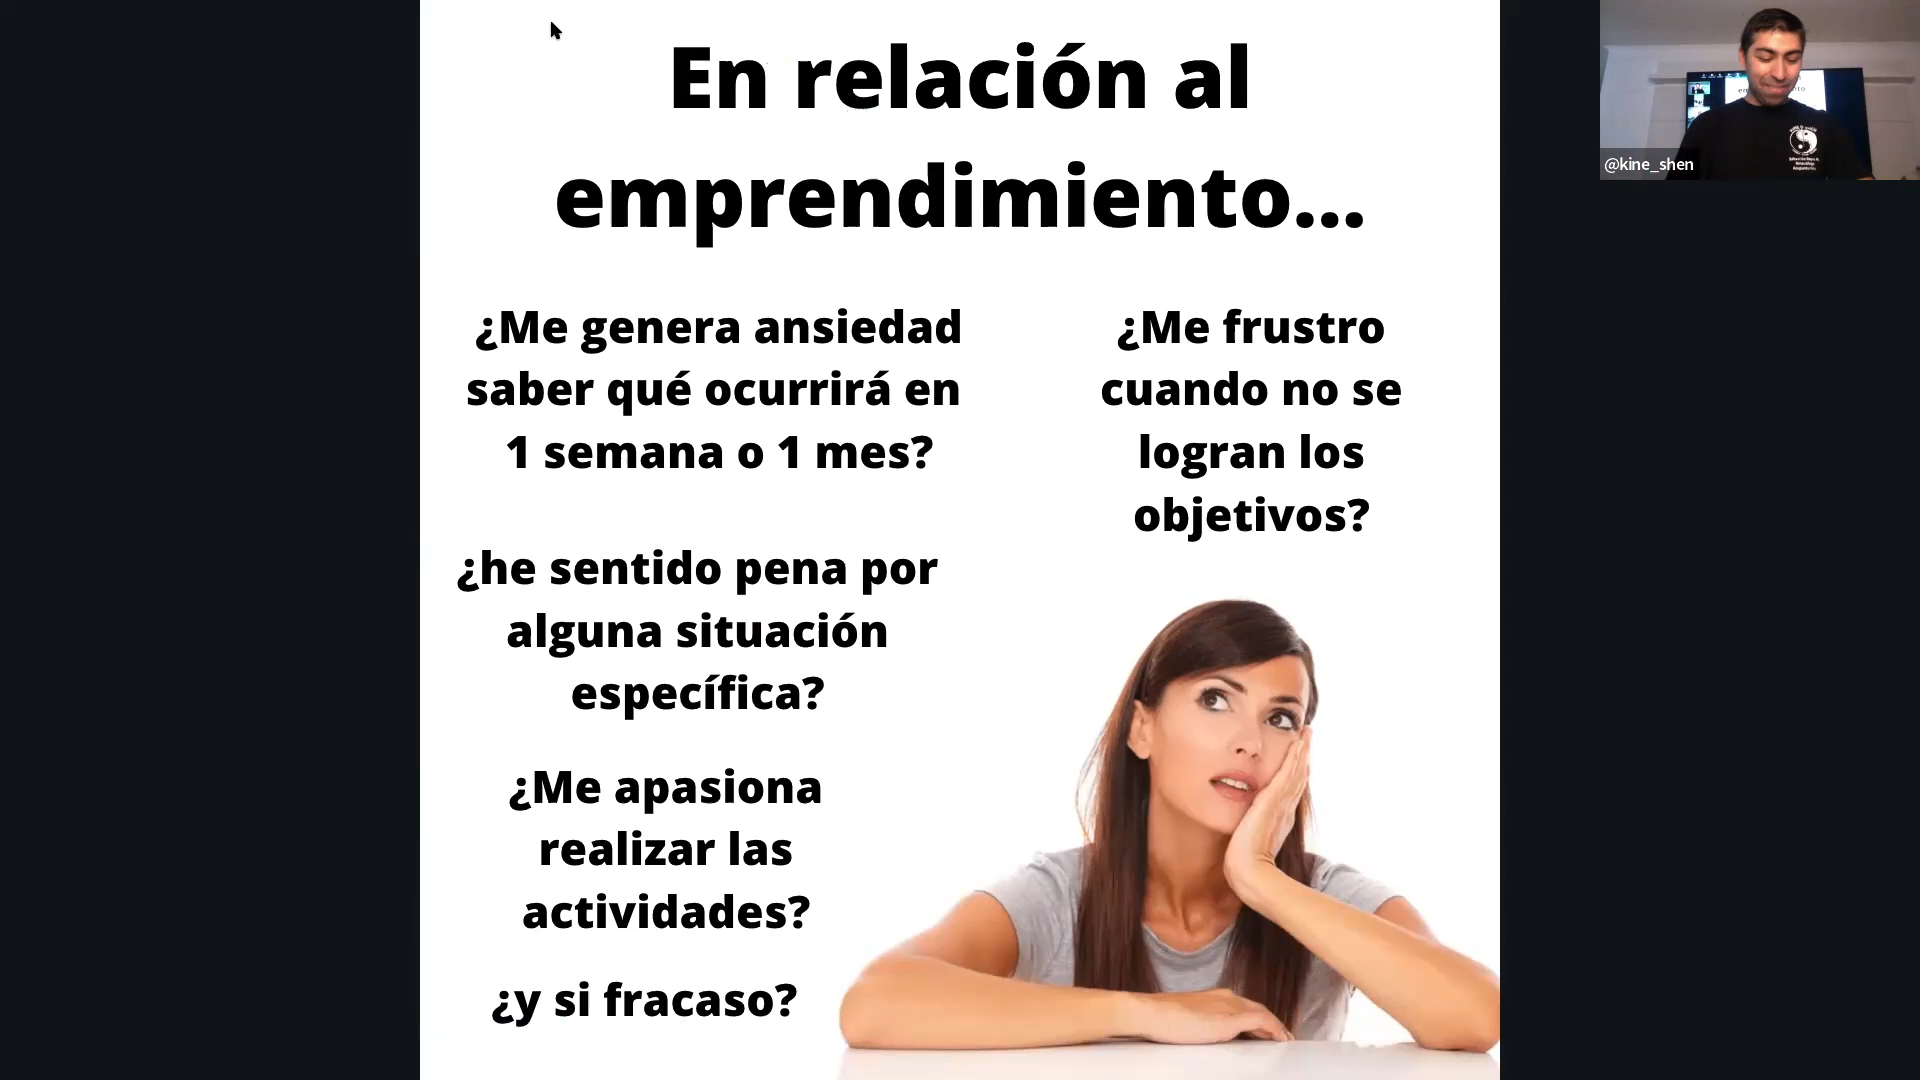 En relación al
emprendimiento...
¿Me genera ansiedad
saber qué ocurrirá en
1 semana o 1 mes?
¿Me frustro
cuando no se
logran los
objetivos?
¿he sentido pena por
alguna situación
específica?
¿Me apasiona
realizar las
actividades?
¿y si fracaso?
@kine_shen